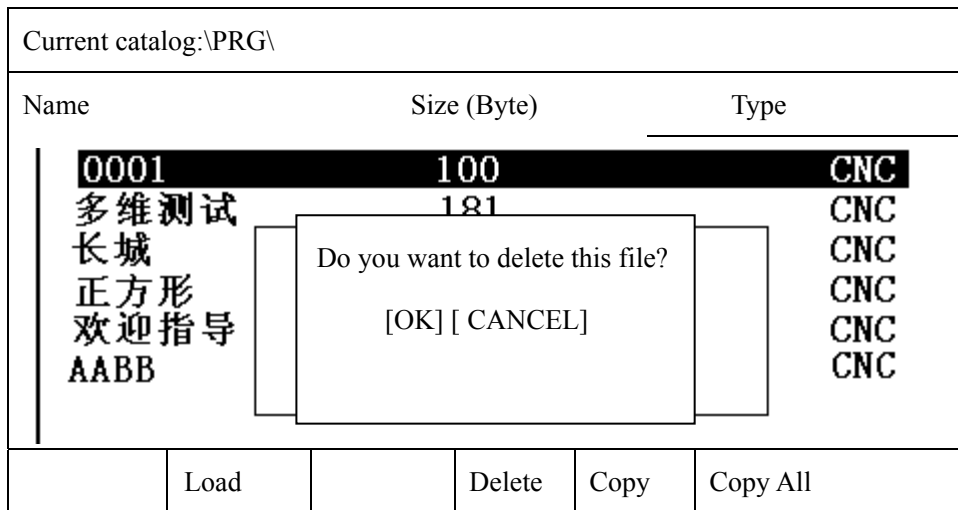 Current catalog:\PRG\
Name Size (Byte) Type
0001 100 CNC
多维测试 181 CNC
长城 CNC
正方形 CNC
欢迎指导 CNC
AABB CNC
Do you want to delete this file?
[OK] [ CANCEL]
Load Delete Copy Copy All